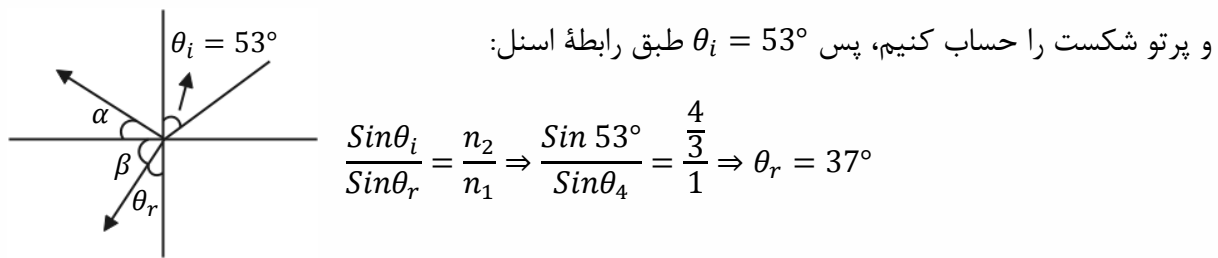 و پرتو شکست را حساب کنیم، پس θ_i = 53° طبق رابطهٔ اسنل:
θ_i = 53°
α
β
θ_r
Sinθ_i / Sinθ_r = n_2 / n_1 ⇒ Sin 53° / Sinθ_4 = (4/3) / 1 ⇒ θ_r = 37°